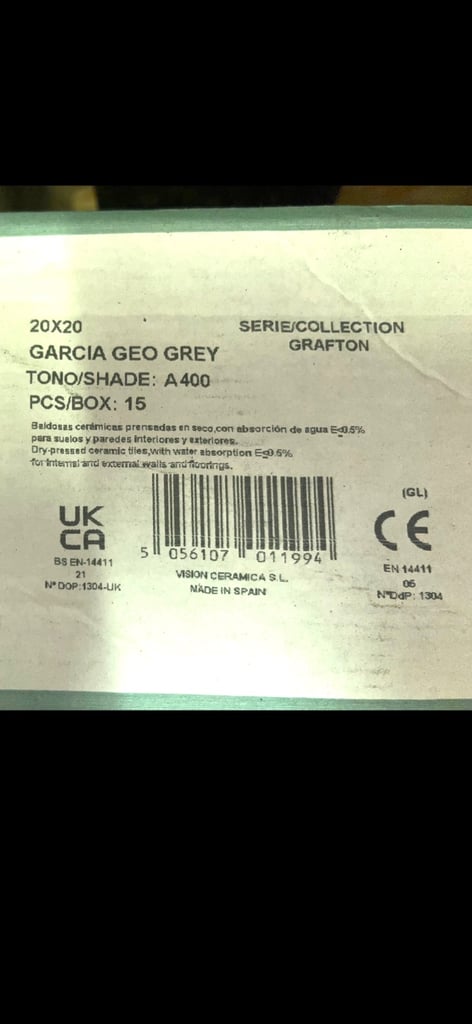 20X20
SERIE/COLLECTION
GARCIA GEO GREY
GRAFTON
TONO/SHADE: A400
PCS/BOX: 15
Baldosas cerámicas prensadas en seco,con absorción de agua E≤0.5%
para suelos y paredes interiores y exteriores.
Dry-pressed ceramic tiles,with water absorption E≤0.5%
for internal and external walls and floorings.
UK
CA
BS EN-14411
21
Nº DOP:1304-UK
5 056107 011994
VISION CERAMICA S.L.
MADE IN SPAIN
(GL)
CE
EN 14411
05
NºDdP: 1304